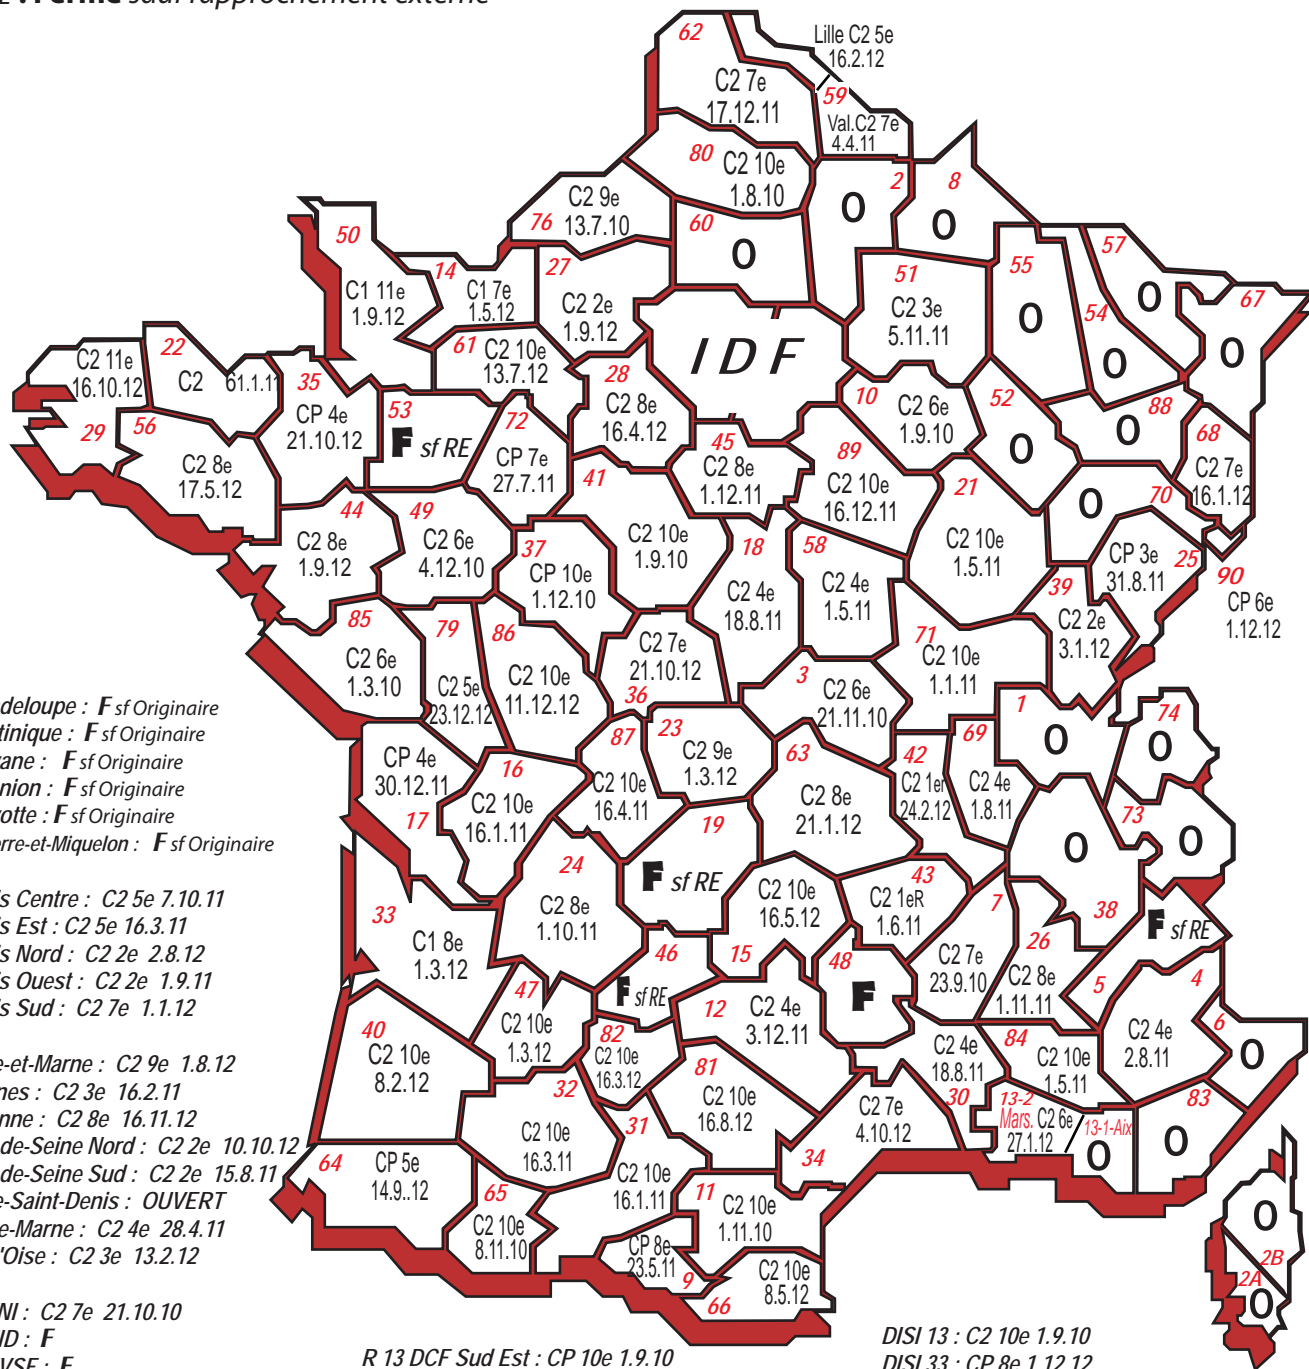 : Fermé sauf rapprochement externe
62
Lille C2 5e
16.2.12
C2 7e
17.12.11
59
Val.C2 7e
4.4.11
80
C2 10e
1.8.10
2
O
8
O
C2 9e
76 13.7.10
60
O
50
C1 11e
1.9.12
14
C1 7e
1.5.12
27
C2 2e
1.9.12
51
C2 3e
5.11.11
55
O
57
O
54
O
67
O
IDF
61
C2 10e
13.7.12
28
C2 8e
16.4.12
C2 11e
16.10.12
29
22
C2 61.1.11
35
CP 4e
21.10.12
53
F sf RE
72
CP 7e
27.7.11
10
C2 6e
1.9.10
52
O
88
O
68
C2 7e
16.1.12
56
C2 8e
17.5.12
45
C2 8e
1.12.11
89
C2 10e
16.12.11
41
C2 10e
1.9.10
21
C2 10e
1.5.11
70
O
44
C2 8e
1.9.12
49
C2 6e
4.12.10
37
CP 10e
1.12.10
18
C2 4e
18.8.11
58
C2 4e
1.5.11
CP 3e
31.8.11
25
90
CP 6e
1.12.12
39
C2 2e
3.1.12
85
C2 6e
1.3.10
79
C2 5e
23.12.12
86
C2 10e
11.12.12
C2 7e
21.10.12
36
71
C2 10e
1.1.11
3
C2 6e
21.11.10
1
O
74
O
deloupe : F sf Originaire
tinique : F sf Originaire
ane : F sf Originaire
nion : F sf Originaire
otte : F sf Originaire
erre-et-Miquelon : F sf Originaire
CP 4e
30.12.11
17
16
C2 10e
16.1.11
87
C2 10e
16.4.11
23
C2 9e
1.3.12
63
C2 8e
21.1.12
42
C2 1er
24.2.12
69
C2 4e
1.8.11
73
O
O
38
19
F sf RE
24
C2 8e
1.10.11
C2 10e
16.5.12
15
43
C2 1eR
1.6.11
7
C2 7e
23.9.10
26
C2 8e
1.11.11
F sf RE
5
s Centre : C2 5e 7.10.11
s Est : C2 5e 16.3.11
s Nord : C2 2e 2.8.12
s Ouest : C2 2e 1.9.11
s Sud : C2 7e 1.1.12
33
C1 8e
1.3.12
46
F sf RE
48
F
47
C2 10e
1.3.12
12
C2 4e
3.12.11
4
C2 4e
2.8.11
6
O
40
C2 10e
8.2.12
82
C2 10e
16.3.12
81
C2 10e
16.8.12
C2 4e
18.8.11
30
84
C2 10e
1.5.11
83
O
e-et-Marne : C2 9e 1.8.12
nes : C2 3e 16.2.11
nne : C2 8e 16.11.12
de-Seine Nord : C2 2e 10.10.12
de-Seine Sud : C2 2e 15.8.11
e-Saint-Denis : OUVERT
e-Marne : C2 4e 28.4.11
'Oise : C2 3e 13.2.12
32
C2 10e
16.3.11
31
C2 10e
16.1.11
C2 7e
4.10.12
34
13-2
Mars. C2 6e
27.1.12
13-1-Aix
O
64
CP 5e
14.9..12
65
C2 10e
8.11.10
11
C2 10e
1.11.10
CP 8e
23.5.11
9
C2 10e
8.5.12
66
O
2B
2A
O
NI : C2 7e 21.10.10
ND : F
VSF : F
R 13 DCF Sud Est : CP 10e 1.9.10
DISI 13 : C2 10e 1.9.10
DISI 33 : CP 8e 1.12.12